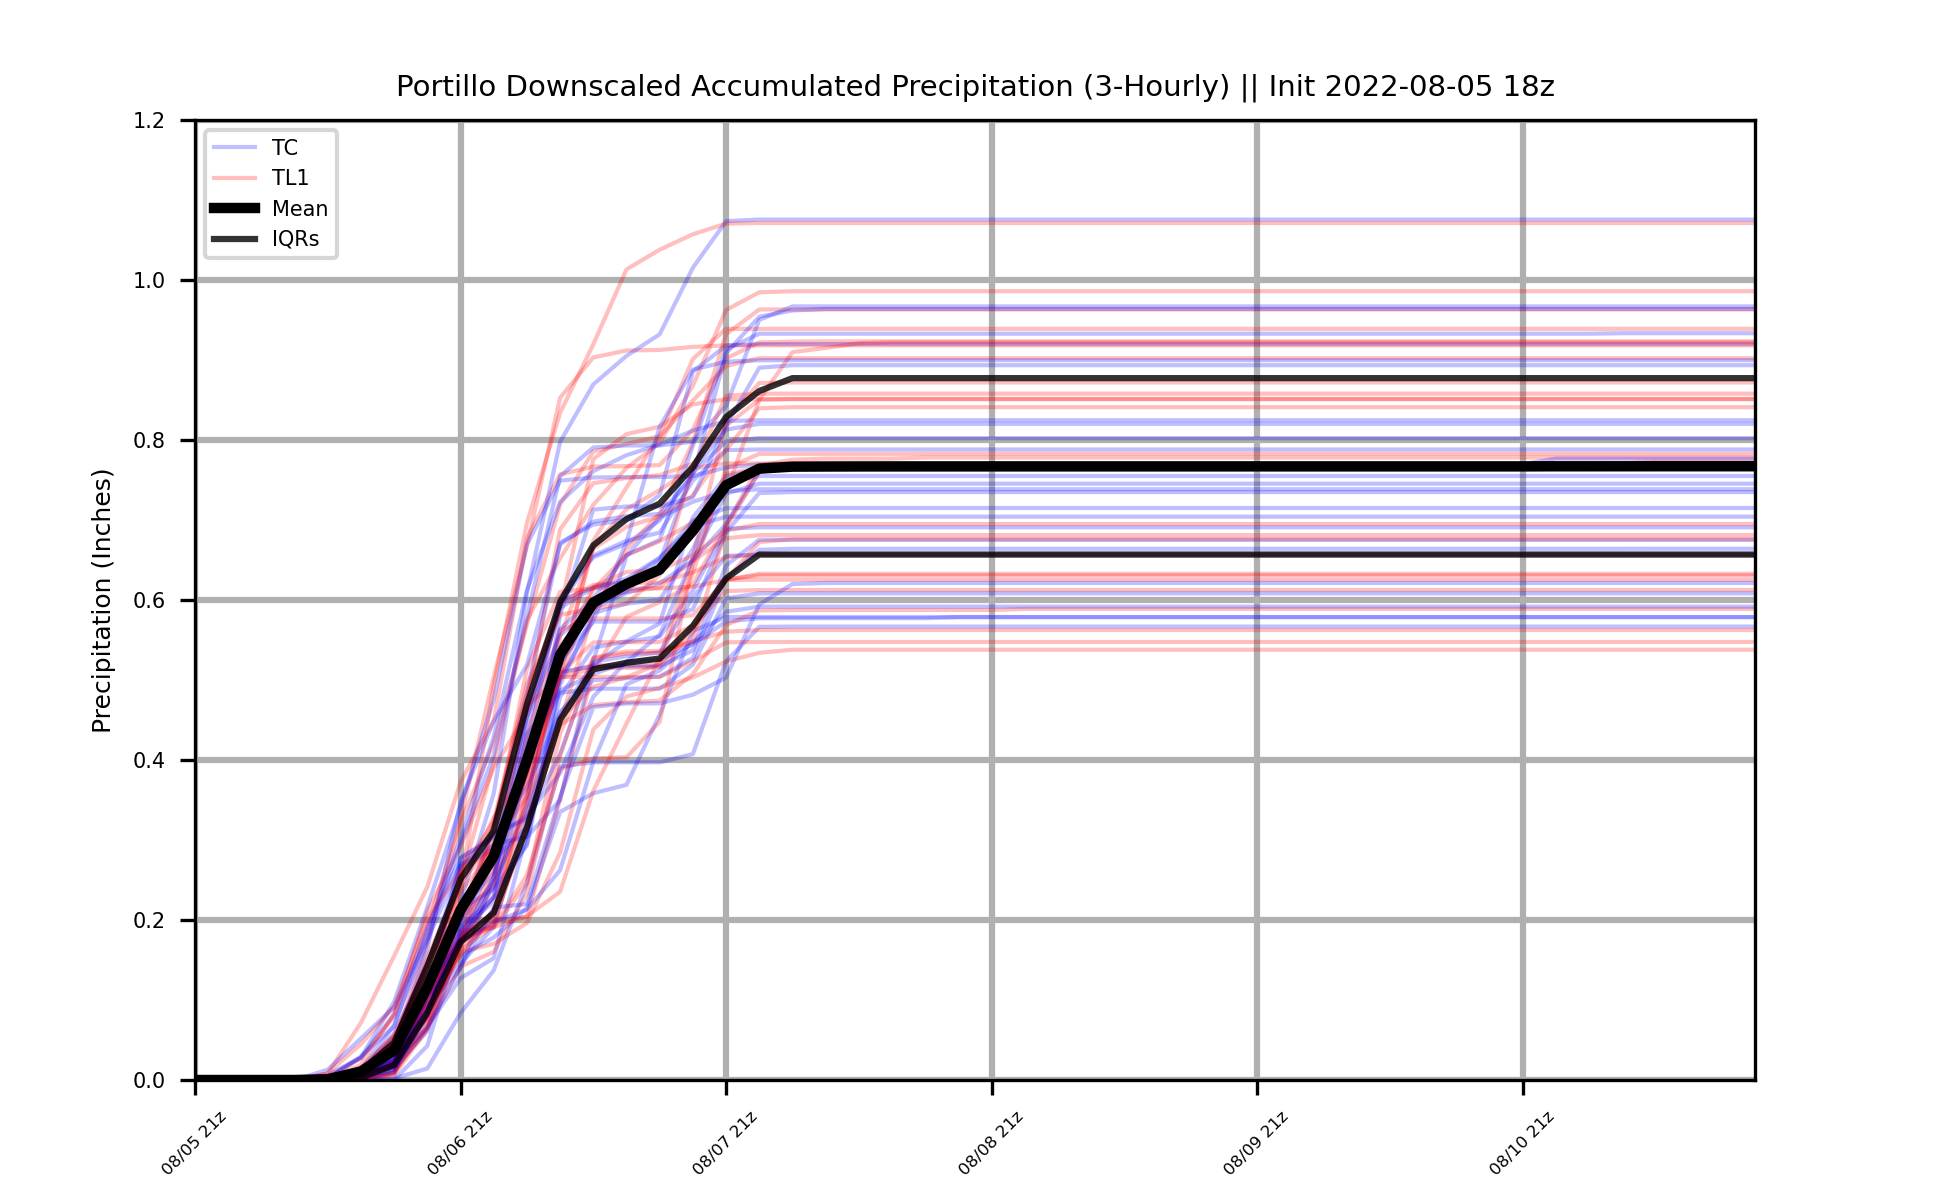 Portillo Downscaled Accumulated Precipitation (3-Hourly) || Init 2022-08-05 18z
Precipitation (Inches)
1.2
1.0
0.8
0.6
0.4
0.2
0.0
TC
TL1
Mean
IQRs
08/05 21z
08/06 21z
08/07 21z
08/08 21z
08/09 21z
08/10 21z